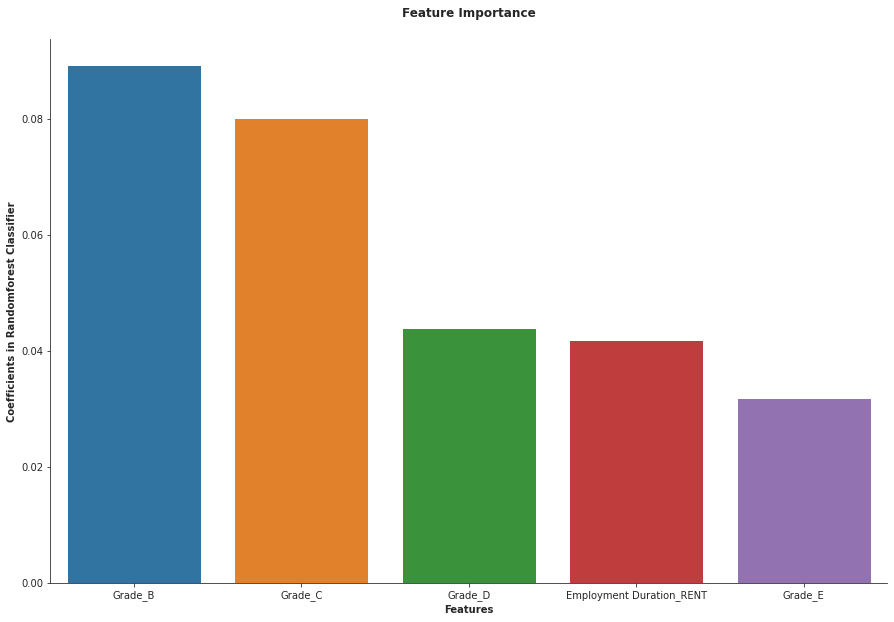 Feature Importance
Coefficients in Randomforest Classifier
0.08
0.06
0.04
0.02
0.00
Grade_B
Grade_C
Grade_D
Employment Duration_RENT
Grade_E
Features